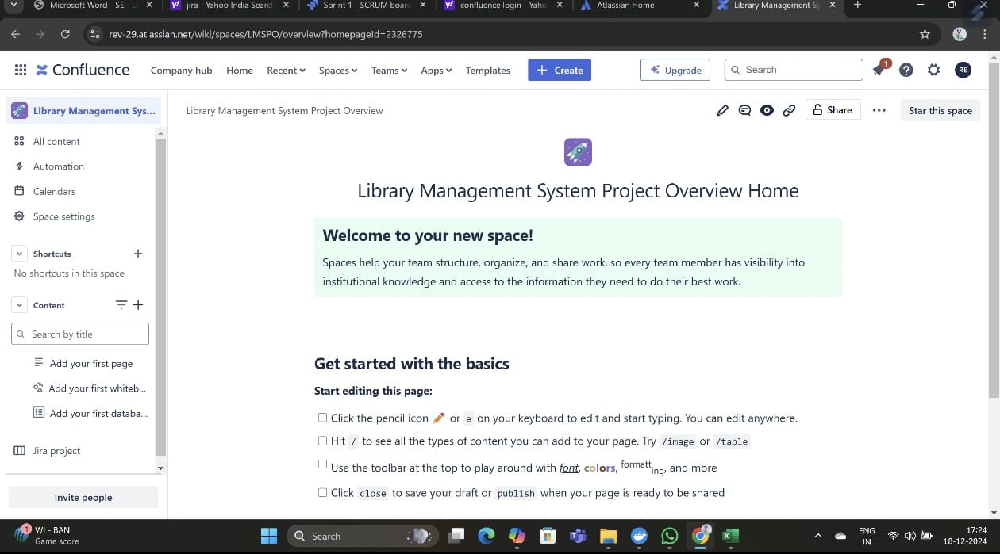 Microsoft Word - SE - L
jira - Yahoo India Search
Sprint 1 - SCRUM board
confluence login - Yaho
Atlassian Home
Library Management Sy
rev-29.atlassian.net/wiki/spaces/LMSPO/overview?homepageId=2326775
Confluence Company hub Home Recent Spaces Teams Apps Templates + Create Upgrade Search 1 RE
Library Management Sys... Library Management System Project Overview Share Star this space
All content
Automation
Calendars
Space settings
Shortcuts
No shortcuts in this space
Content
Search by title
Add your first page
Add your first whiteb...
Add your first databa...
Jira project
Invite people
Library Management System Project Overview Home
Welcome to your new space!
Spaces help your team structure, organize, and share work, so every team member has visibility into
institutional knowledge and access to the information they need to do their best work.
Get started with the basics
Start editing this page:
Click the pencil icon or e on your keyboard to edit and start typing. You can edit anywhere.
Hit / to see all the types of content you can add to your page. Try /image or /table
Use the toolbar at the top to play around with font, colors, formatting, and more
Click close to save your draft or publish when your page is ready to be shared
1 WI - BAN
Game score
Search
ENG
IN
17:24
18-12-2024